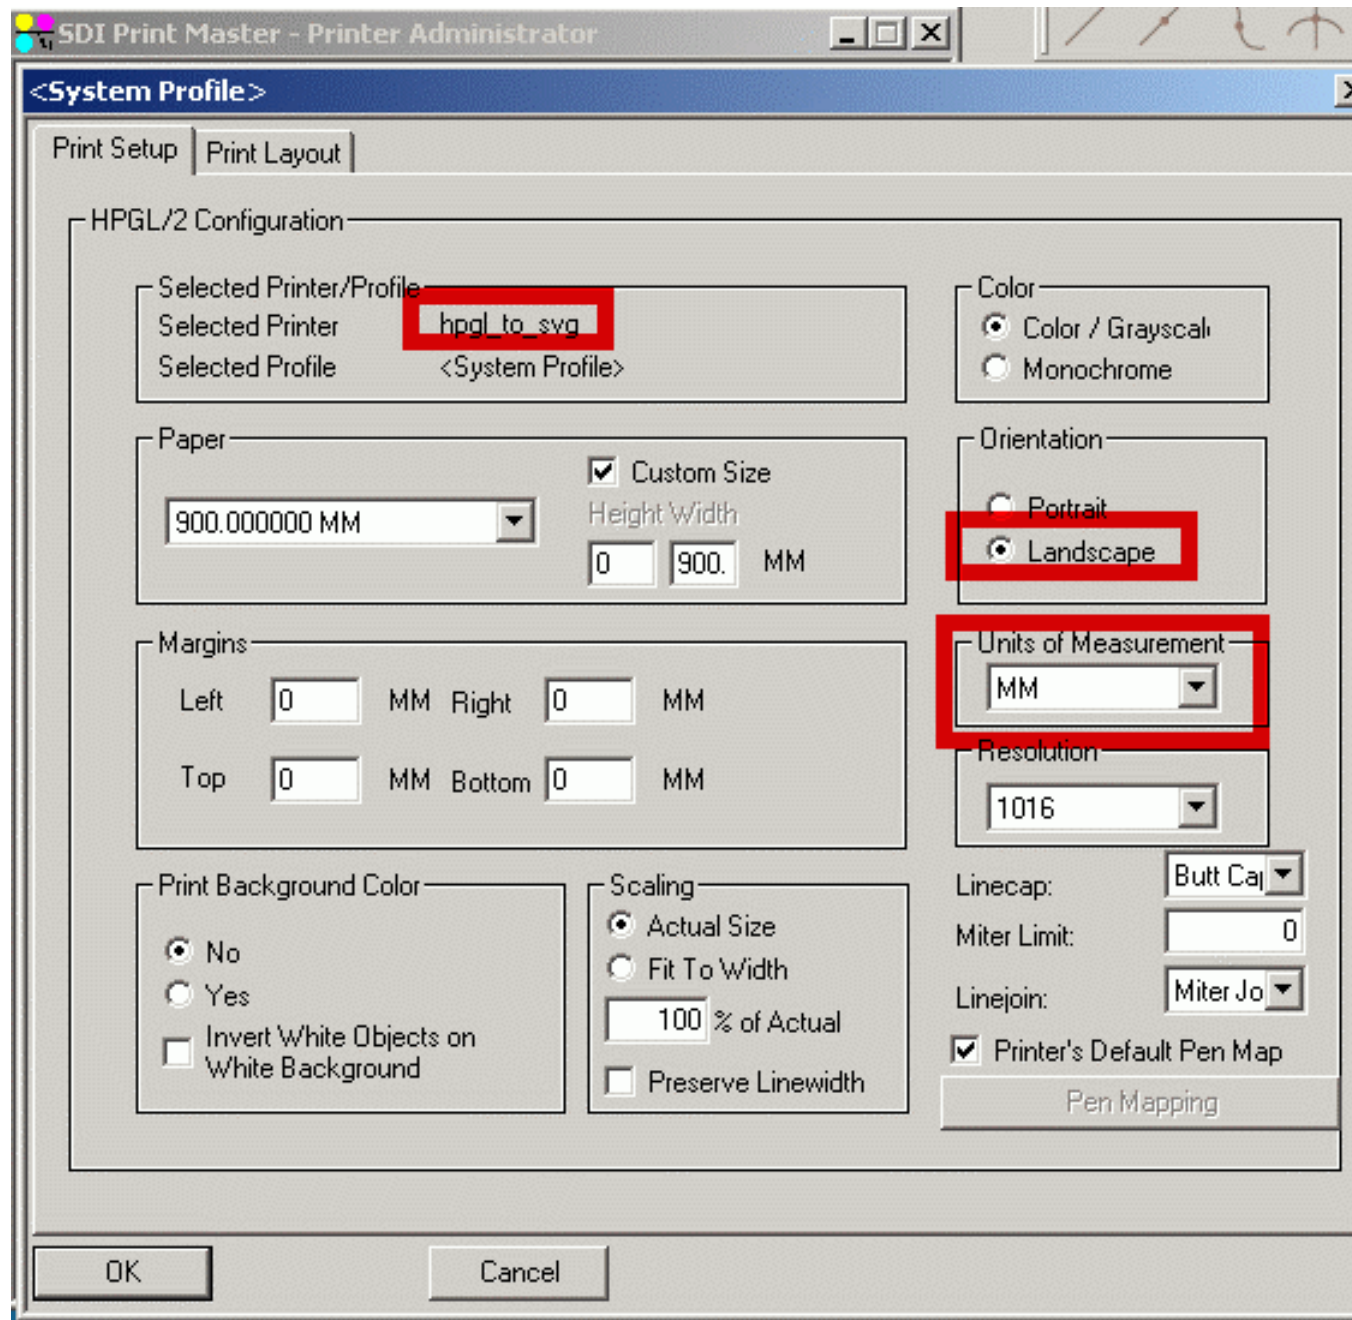 SDI Print Master - Printer Administrator
<System Profile>
Print Setup
Print Layout
HPGL/2 Configuration
Selected Printer/Profile
Selected Printer hpgl_to_svg
Selected Profile <System Profile>
Color
Color / Grayscal
Monochrome
Paper
Custom Size
900.000000 MM
Height Width
0 900. MM
Orientation
Portrait
Landscape
Margins
Left 0 MM Right 0 MM
Top 0 MM Bottom 0 MM
Units of Measurement
MM
Resolution
1016
Print Background Color
No
Yes
Invert White Objects on
White Background
Scaling
Actual Size
Fit To Width
100 % of Actual
Preserve Linewidth
Linecap: Butt Ca
Miter Limit: 0
Linejoin: Miter Jo
Printer's Default Pen Map
Pen Mapping
OK Cancel